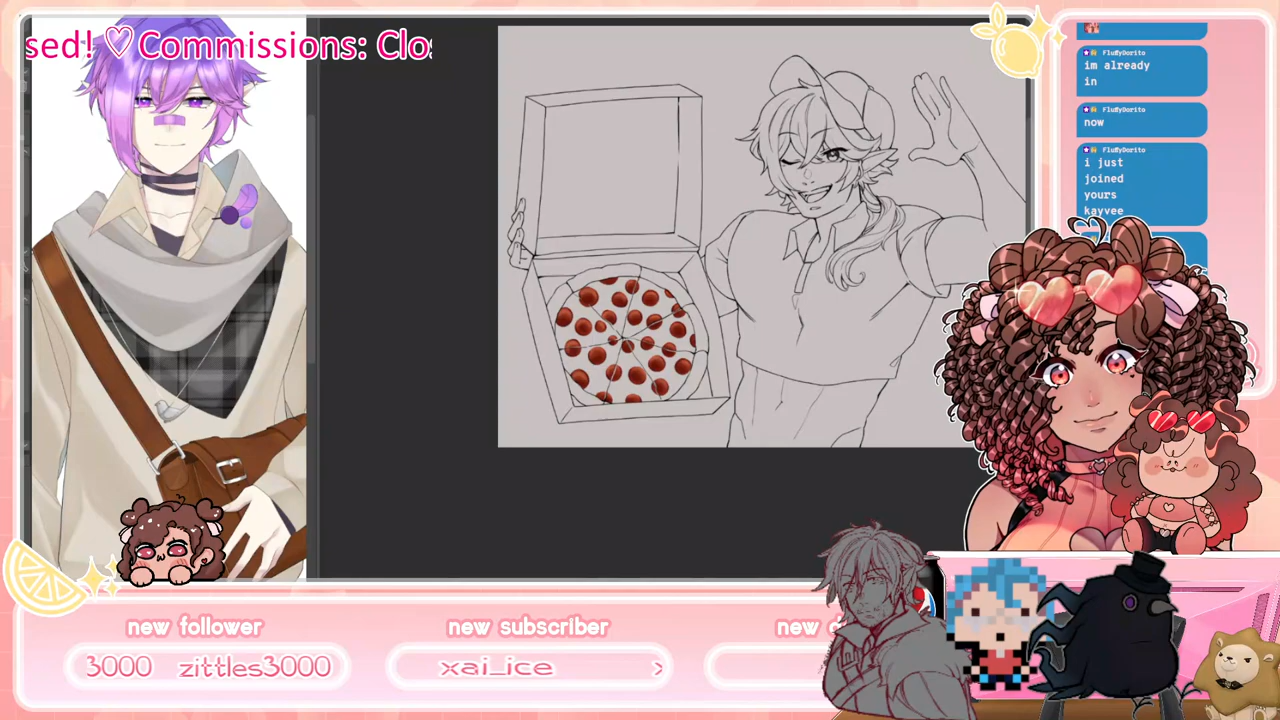 sed! ♡ Commissions: Clos
FluffyDorito
im already
in
FluffyDorito
now
FluffyDorito
i just
joined
yours
kayvee
new follower
new subscriber
new
3000 zittles3000
xai_ice